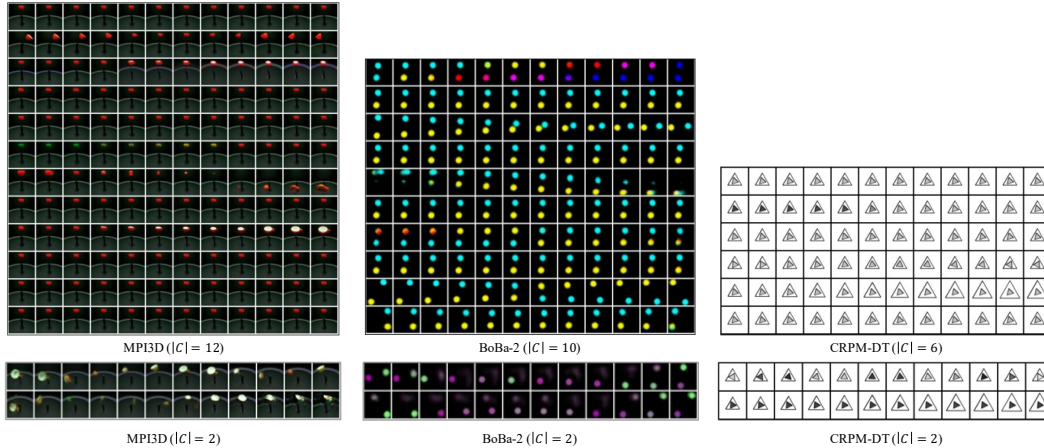 MPI3D (|C| = 12)
BoBa-2 (|C| = 10)
CRPM-DT (|C| = 6)
MPI3D (|C| = 2)
BoBa-2 (|C| = 2)
CRPM-DT (|C| = 2)